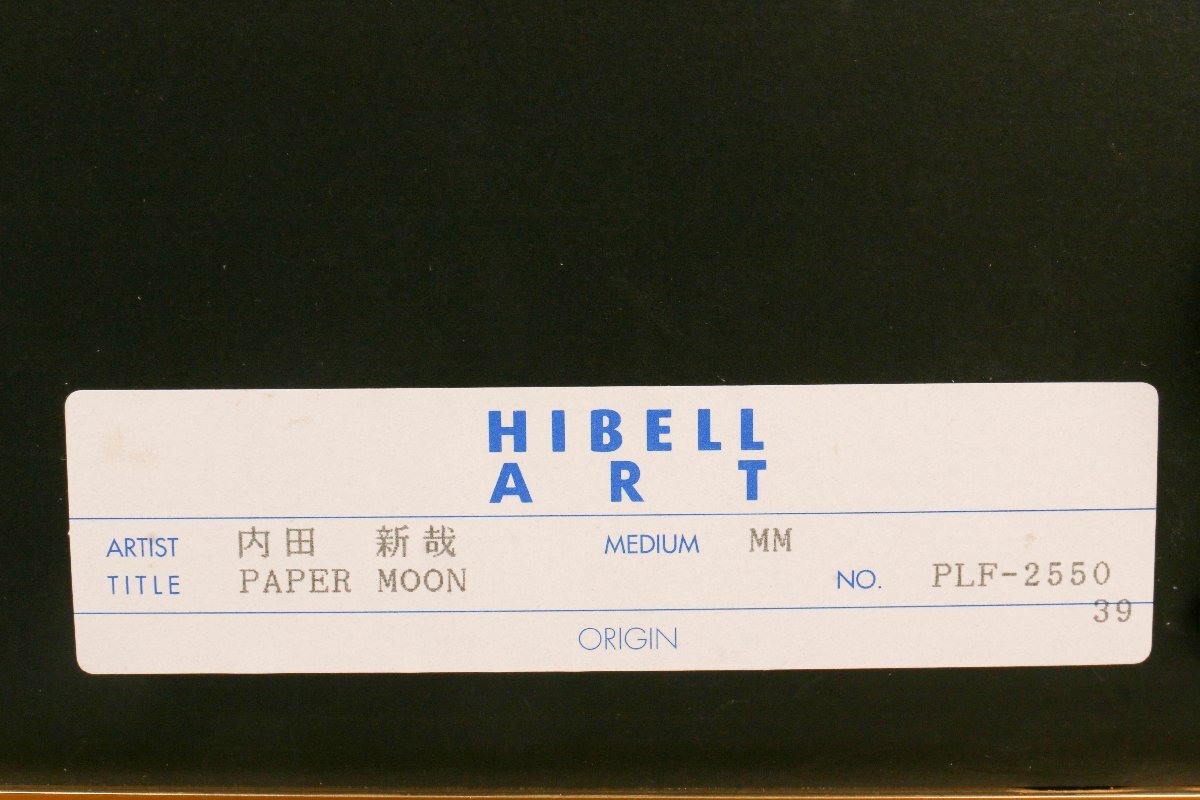 HIBELL
ART
ARTIST 内田 新哉 MEDIUM MM
TITLE PAPER MOON NO. PLF-2550
39
ORIGIN